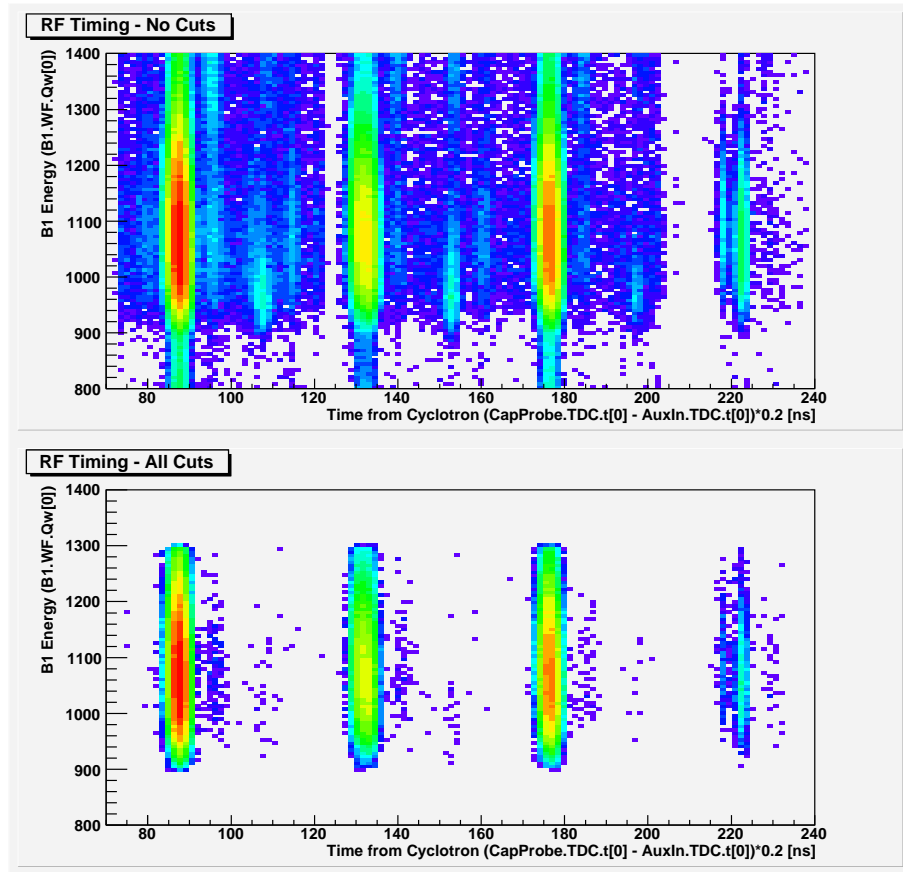 RF Timing - No Cuts
B1 Energy (B1.WF.Qw[0])
1400
1300
1200
1100
1000
900
800
80 100 120 140 160 180 200 220 240
Time from Cyclotron (CapProbe.TDC.t[0] - AuxIn.TDC.t[0])*0.2 [ns]
RF Timing - All Cuts
B1 Energy (B1.WF.Qw[0])
1400
1300
1200
1100
1000
900
800
80 100 120 140 160 180 200 220 240
Time from Cyclotron (CapProbe.TDC.t[0] - AuxIn.TDC.t[0])*0.2 [ns]